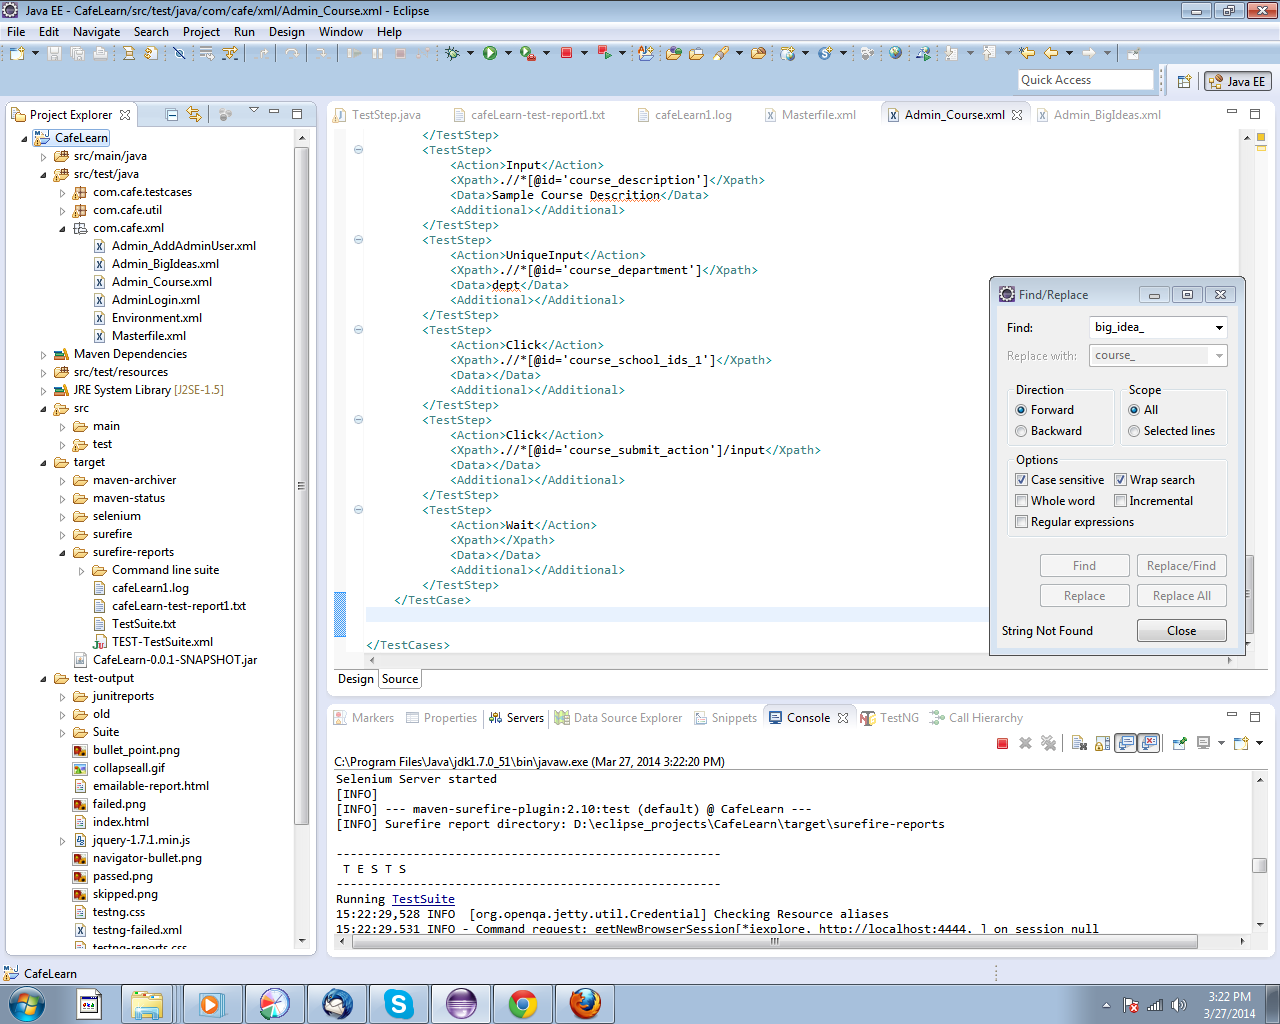 Java EE - CafeLearn/src/test/java/com/cafe/xml/Admin_Course.xml - Eclipse
File Edit Navigate Search Project Run Design Window Help
Quick Access
Java EE
Project Explorer
CafeLearn
src/main/java
src/test/java
com.cafe.testcases
com.cafe.util
com.cafe.xml
Admin_AddAdminUser.xml
Admin_BigIdeas.xml
Admin_Course.xml
AdminLogin.xml
Environment.xml
Masterfile.xml
Maven Dependencies
src/test/resources
JRE System Library [J2SE-1.5]
src
main
test
target
maven-archiver
maven-status
selenium
surefire
surefire-reports
Command line suite
cafeLearn1.log
cafeLearn-test-report1.txt
TestSuite.txt
TEST-TestSuite.xml
CafeLearn-0.0.1-SNAPSHOT.jar
test-output
junitreports
old
Suite
bullet_point.png
collapseall.gif
emailable-report.html
failed.png
index.html
jquery-1.7.1.min.js
navigator-bullet.png
passed.png
skipped.png
testng.css
testng-failed.xml
testng-reports.css
TestStep.java cafeLearn-test-report1.txt cafeLearn1.log Masterfile.xml Admin_Course.xml Admin_BigIdeas.xml
</TestStep>
<TestStep>
<Action>Input</Action>
<Xpath>.//*[@id='course_description']</Xpath>
<Data>Sample Course Descrition</Data>
<Additional></Additional>
</TestStep>
<TestStep>
<Action>UniqueInput</Action>
<Xpath>.//*[@id='course_department']</Xpath>
<Data>dept</Data>
<Additional></Additional>
</TestStep>
<TestStep>
<Action>Click</Action>
<Xpath>.//*[@id='course_school_ids_1']</Xpath>
<Data></Data>
<Additional></Additional>
</TestStep>
<TestStep>
<Action>Click</Action>
<Xpath>.//*[@id='course_submit_action']/input</Xpath>
<Data></Data>
<Additional></Additional>
</TestStep>
<TestStep>
<Action>Wait</Action>
<Xpath></Xpath>
<Data></Data>
<Additional></Additional>
</TestStep>
</TestCase>
</TestCases>
Design Source
Find/Replace
Find: big_idea_
Replace with: course_
Direction Scope
Forward All
Backward Selected lines
Options
Case sensitive Wrap search
Whole word Incremental
Regular expressions
Find Replace/Find
Replace Replace All
String Not Found Close
Markers Properties Servers Data Source Explorer Snippets Console TestNG Call Hierarchy
C:\Program Files\Java\jdk1.7.0_51\bin\javaw.exe (Mar 27, 2014 3:22:20 PM)
Selenium Server started
[INFO]
[INFO] --- maven-surefire-plugin:2.10:test (default) @ CafeLearn ---
[INFO] Surefire report directory: D:\eclipse_projects\CafeLearn\target\surefire-reports
-------------------------------------------------------
T E S T S
-------------------------------------------------------
Running TestSuite
15:22:29,528 INFO [org.openqa.jetty.util.Credential] Checking Resource aliases
15:22:29,531 INFO - Command request: getNewBrowserSession[*iexplore, http://localhost:4444, ] on session null
CafeLearn
3:22 PM
3/27/2014